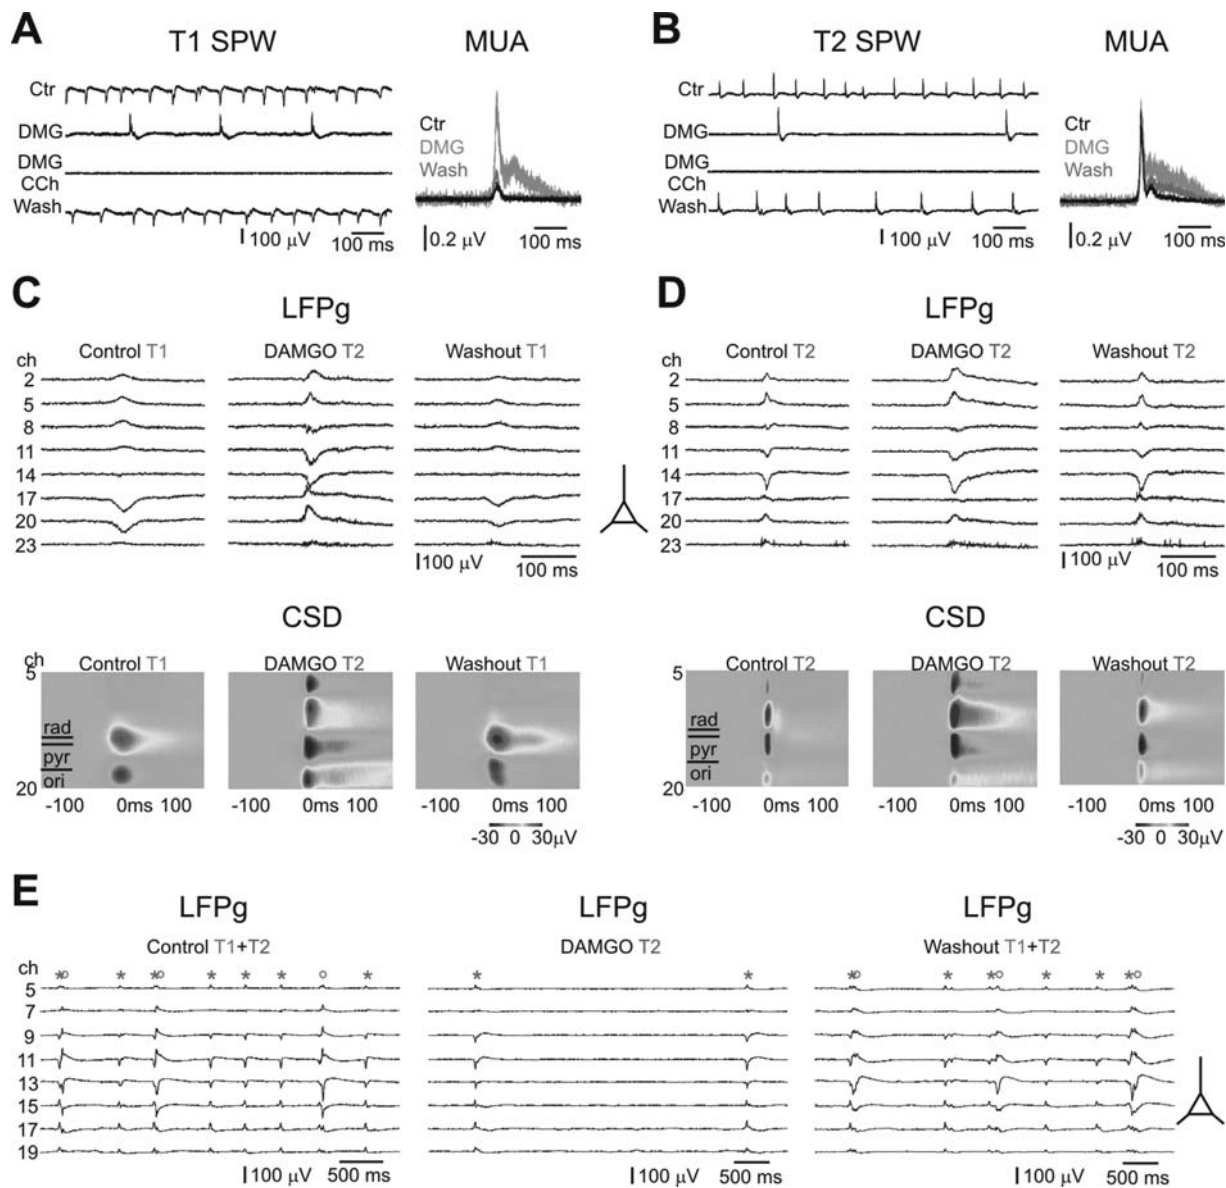 A
T1 SPW
MUA
Ctr
DMG
DMG
CCh
Wash
100 μV
100 ms
Ctr
DMG
Wash
0.2 μV
100 ms
B
T2 SPW
MUA
Ctr
DMG
DMG
CCh
Wash
100 μV
100 ms
Ctr
DMG
Wash
0.2 μV
100 ms
C
LFPg
ch
Control T1
DAMGO T2
Washout T1
2
5
8
11
14
17
20
23
100 μV
100 ms
CSD
ch
Control T1
DAMGO T2
Washout T1
5
rad
pyr
ori
20
-100 0ms 100
-100 0ms 100
-100 0ms 100
-30 0 30μV
D
LFPg
ch
Control T2
DAMGO T2
Washout T2
2
5
8
11
14
17
20
23
100 μV
100 ms
CSD
ch
Control T2
DAMGO T2
Washout T2
5
rad
pyr
ori
20
-100 0ms 100
-100 0ms 100
-100 0ms 100
-30 0 30μV
E
LFPg
LFPg
LFPg
Control T1+T2
DAMGO T2
Washout T1+T2
ch
5
7
9
11
13
15
17
19
100 μV
500 ms
100 μV
500 ms
100 μV
500 ms